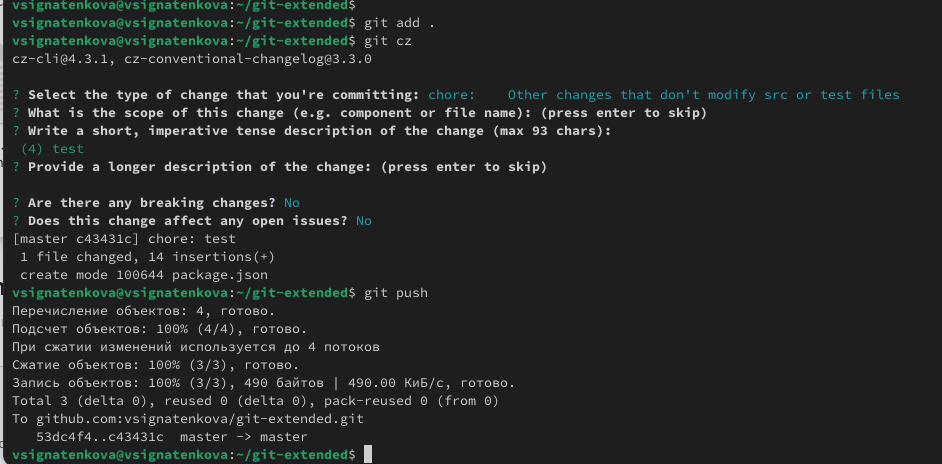 vsignatenkova@vsignatenkova:~/git-extended$
vsignatenkova@vsignatenkova:~/git-extended$ git add .
vsignatenkova@vsignatenkova:~/git-extended$ git cz
cz-cli@4.3.1, cz-conventional-changelog@3.3.0
? Select the type of change that you're committing: chore:    Other changes that don't modify src or test files
? What is the scope of this change (e.g. component or file name): (press enter to skip)
? Write a short, imperative tense description of the change (max 93 chars):
 (4) test
? Provide a longer description of the change: (press enter to skip)
? Are there any breaking changes? No
? Does this change affect any open issues? No
[master c43431c] chore: test
 1 file changed, 14 insertions(+)
 create mode 100644 package.json
vsignatenkova@vsignatenkova:~/git-extended$ git push
Перечисление объектов: 4, готово.
Подсчет объектов: 100% (4/4), готово.
При сжатии изменений используется до 4 потоков
Сжатие объектов: 100% (3/3), готово.
Запись объектов: 100% (3/3), 490 байтов | 490.00 КиБ/с, готово.
Total 3 (delta 0), reused 0 (delta 0), pack-reused 0 (from 0)
To github.com:vsignatenkova/git-extended.git
   53dc4f4..c43431c  master -> master
vsignatenkova@vsignatenkova:~/git-extended$